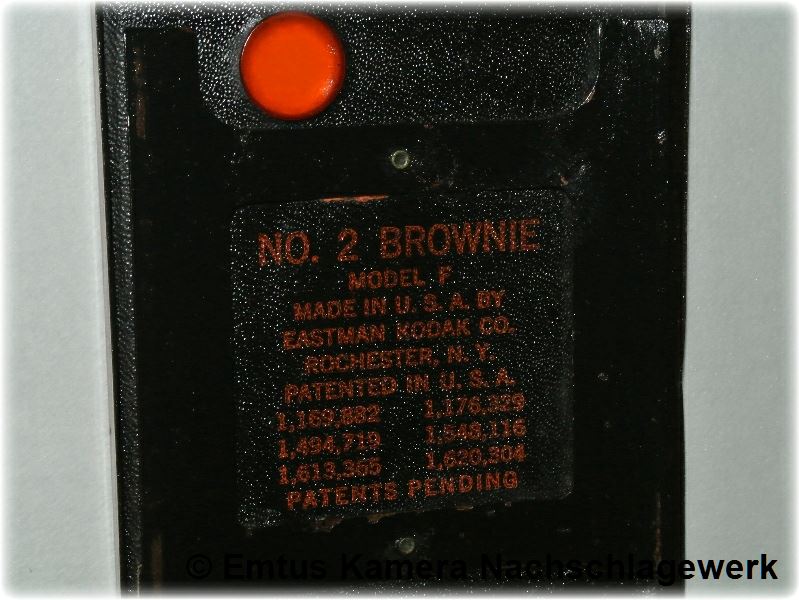 NO. 2 BROWNIE
MODEL F
MADE IN U. S. A. BY
EASTMAN KODAK CO.
ROCHESTER, N. Y.
PATENTED IN U. S. A.
1,169,882 1,176,329
1,494,719 1,548,116
1,613,365 1,620,304
PATENTS PENDING
© Emtus Kamera Nachschlagewerk